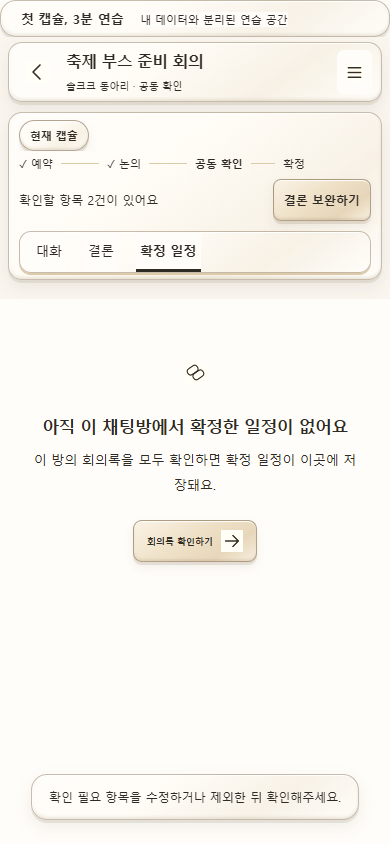 첫 캡슐, 3분 연습 내 데이터와 분리된 연습 공간
축제 부스 준비 회의
슬크크 동아리 · 공동 확인
현재 캡슐
✓ 예약 ✓ 논의 공동 확인 확정
확인할 항목 2건이 있어요
결론 보완하기
대화 결론 확정 일정
아직 이 채팅방에서 확정한 일정이 없어요
이 방의 회의록을 모두 확인하면 확정 일정이 이곳에 저
장돼요.
회의록 확인하기
확인 필요 항목을 수정하거나 제외한 뒤 확인해주세요.